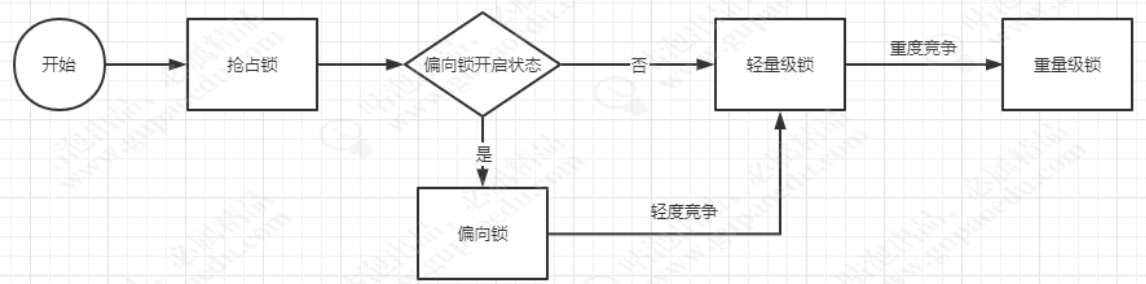 开始
抢占锁
偏向锁开启状态
否
轻量级锁
重度竞争
重量级锁
是
偏向锁
轻度竞争
www.gupaoedu.com